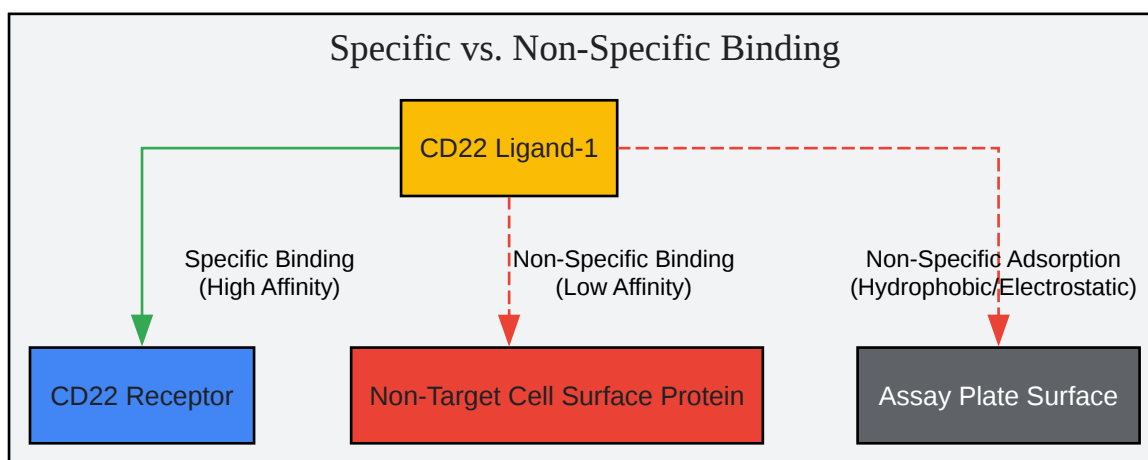 Specific vs. Non-Specific Binding
CD22 Ligand-1
Specific Binding
(High Affinity)
Non-Specific Binding
(Low Affinity)
Non-Specific Adsorption
(Hydrophobic/Electrostatic)
CD22 Receptor
Non-Target Cell Surface Protein
Assay Plate Surface